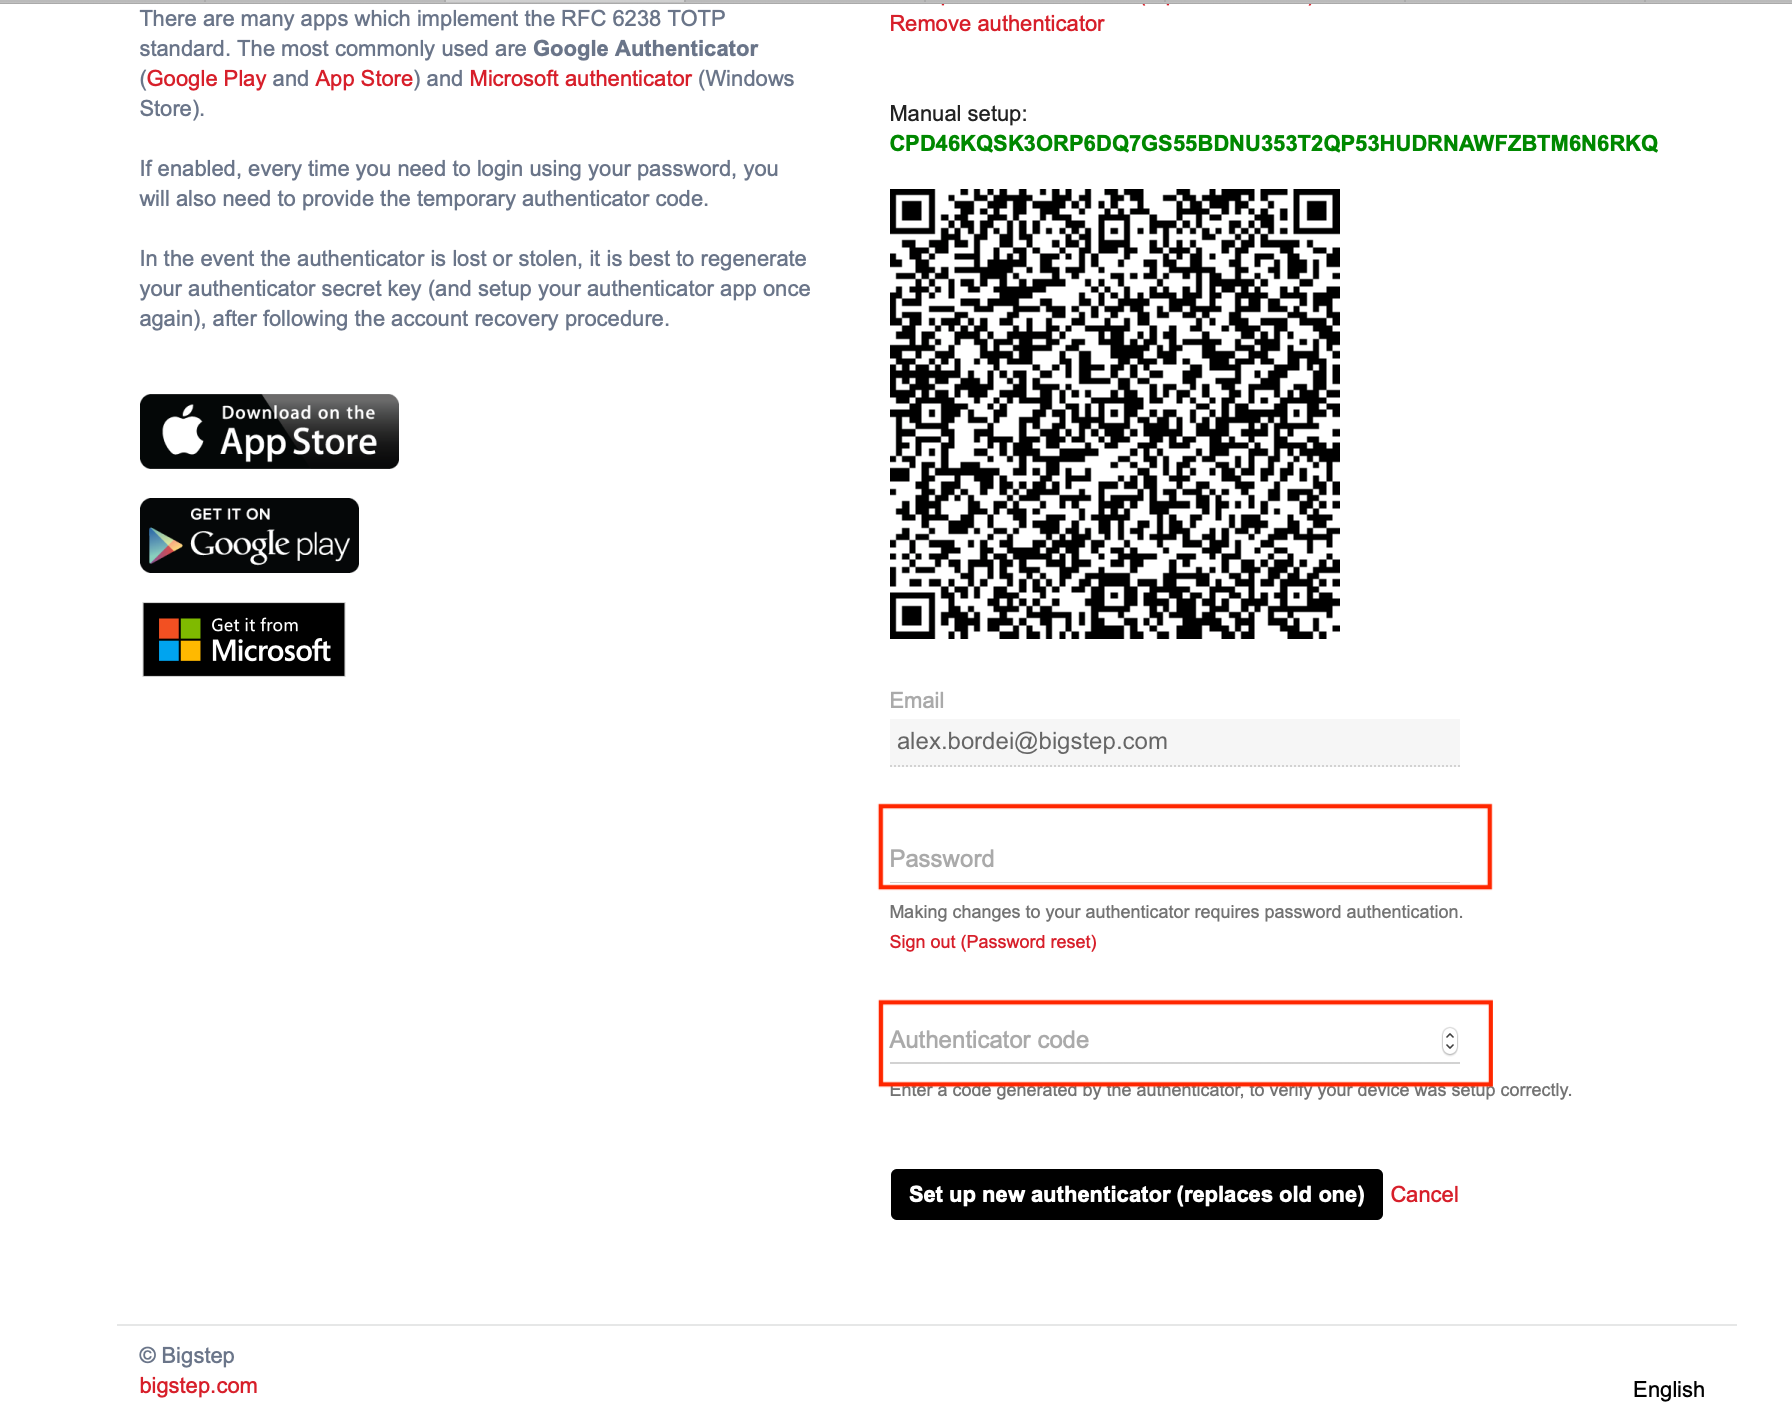 There are many apps which implement the RFC 6238 TOTP
standard. The most commonly used are Google Authenticator
(Google Play and App Store) and Microsoft authenticator (Windows
Store).
If enabled, every time you need to login using your password, you
will also need to provide the temporary authenticator code.
In the event the authenticator is lost or stolen, it is best to regenerate
your authenticator secret key (and setup your authenticator app once
again), after following the account recovery procedure.
Download on the
App Store
GET IT ON
Google play
Get it from
Microsoft
Remove authenticator
Manual setup:
CPD46KQSK3ORP6DQ7GS55BDNU353T2QP53HUDRNAWFZBTM6N6RKQ
Email
alex.bordei@bigstep.com
Password
Making changes to your authenticator requires password authentication.
Sign out (Password reset)
Authenticator code
Enter a code generated by the authenticator, to verify your device was setup correctly.
Set up new authenticator (replaces old one) Cancel
© Bigstep
bigstep.com
English